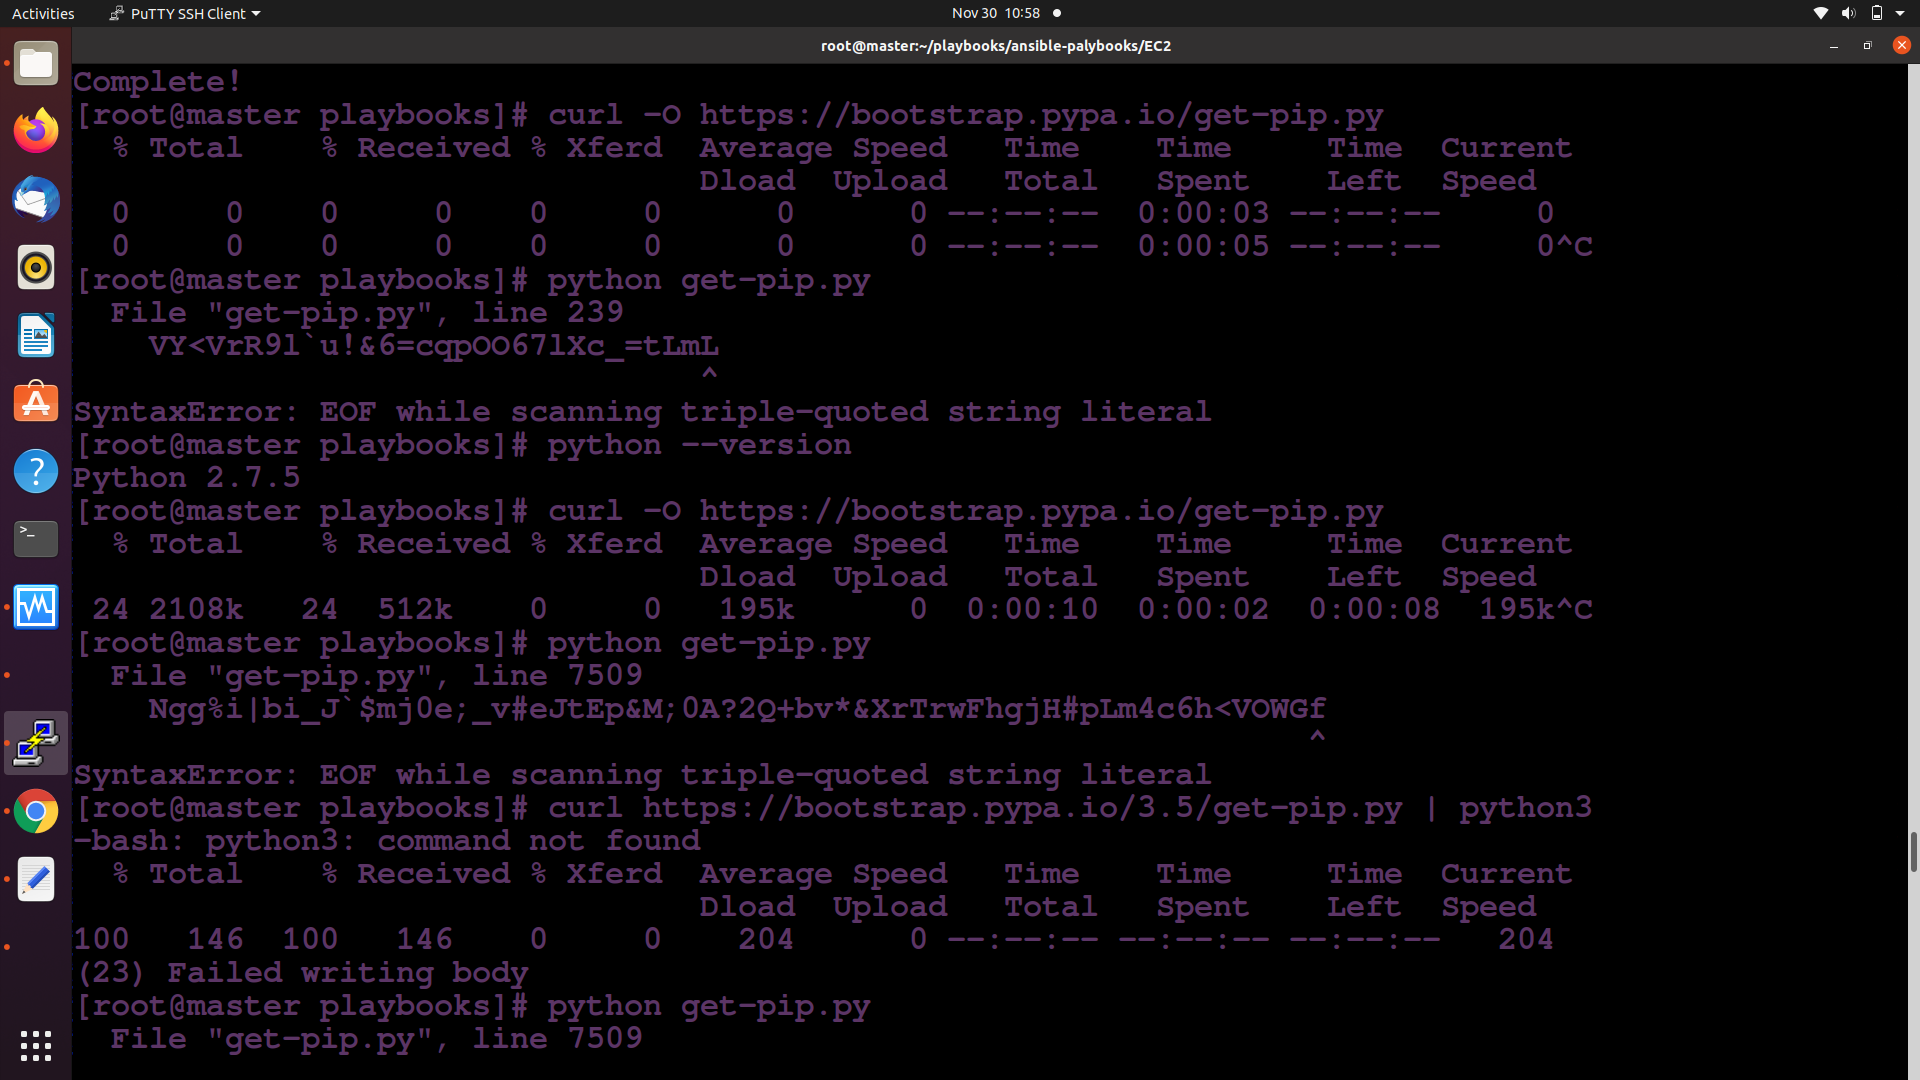 Activities
PuTTY SSH Client
Nov 30 10:58
root@master:~/playbooks/ansible-palybooks/EC2
Complete!
[root@master playbooks]# curl -O https://bootstrap.pypa.io/get-pip.py
  % Total    % Received % Xferd  Average Speed   Time    Time     Time  Current
                                 Dload  Upload   Total   Spent    Left  Speed
  0     0    0     0    0     0      0      0 --:--:--  0:00:03 --:--:--     0
  0     0    0     0    0     0      0      0 --:--:--  0:00:05 --:--:--     0^C
[root@master playbooks]# python get-pip.py
  File "get-pip.py", line 239
    VY<VrR9l`u!&6=cqpOO67lXc_=tLmL
                                 ^
SyntaxError: EOF while scanning triple-quoted string literal
[root@master playbooks]# python --version
Python 2.7.5
[root@master playbooks]# curl -O https://bootstrap.pypa.io/get-pip.py
  % Total    % Received % Xferd  Average Speed   Time    Time     Time  Current
                                 Dload  Upload   Total   Spent    Left  Speed
 24 2108k   24  512k    0     0   195k      0  0:00:10  0:00:02  0:00:08  195k^C
[root@master playbooks]# python get-pip.py
  File "get-pip.py", line 7509
    Ngg%i|bi_J`$mj0e;_v#eJtEp&M;0A?2Q+bv*&XrTrwFhgjH#pLm4c6h<VOWGf
                                                                 ^
SyntaxError: EOF while scanning triple-quoted string literal
[root@master playbooks]# curl https://bootstrap.pypa.io/3.5/get-pip.py | python3
-bash: python3: command not found
  % Total    % Received % Xferd  Average Speed   Time    Time     Time  Current
                                 Dload  Upload   Total   Spent    Left  Speed
100   146  100   146    0     0    204      0 --:--:-- --:--:-- --:--:--   204
(23) Failed writing body
[root@master playbooks]# python get-pip.py
  File "get-pip.py", line 7509